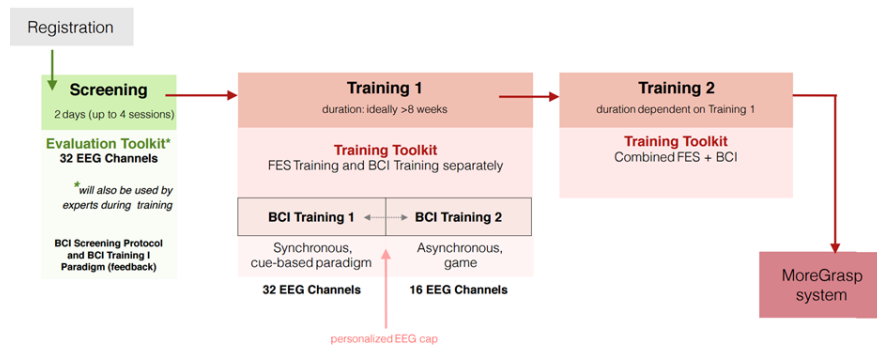 Registration
Screening
2 days (up to 4 sessions)
Evaluation Toolkit*
32 EEG Channels
*will also be used by
experts during training
BCI Screening Protocol
and BCI Training I
Paradigm (feedback)
Training 1
duration: ideally >8 weeks
Training Toolkit
FES Training and BCI Training separately
BCI Training 1
BCI Training 2
Synchronous,
cue-based paradigm
Asynchronous,
game
32 EEG Channels
16 EEG Channels
personalized EEG cap
Training 2
duration dependent on Training 1
Training Toolkit
Combined FES + BCI
MoreGrasp
system